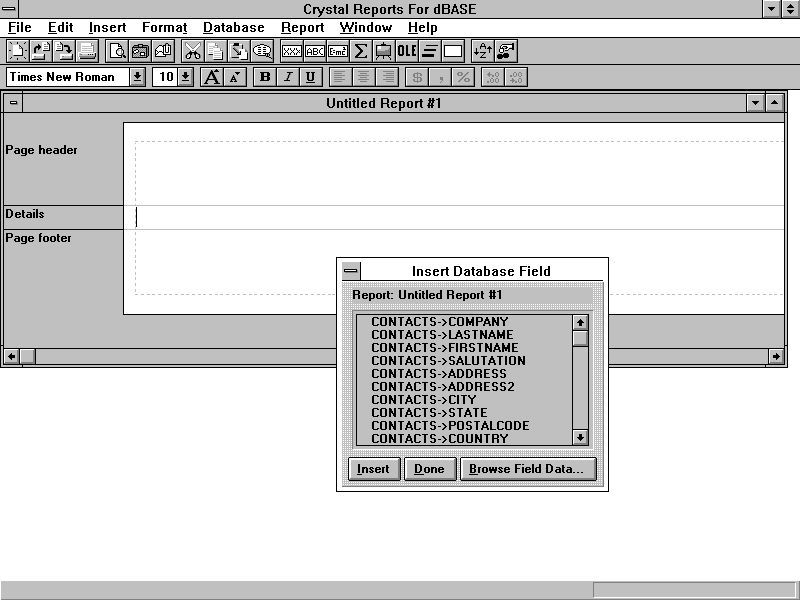 Crystal Reports For dBASE
File Edit Insert Format Database Report Window Help
XXX ABC E=mc² Σ OLE
Times New Roman 10 A A B I U $ , %
Untitled Report #1
Page header
Details
Page footer
Insert Database Field
Report: Untitled Report #1
CONTACTS->COMPANY
CONTACTS->LASTNAME
CONTACTS->FIRSTNAME
CONTACTS->SALUTATION
CONTACTS->ADDRESS
CONTACTS->ADDRESS2
CONTACTS->CITY
CONTACTS->STATE
CONTACTS->POSTALCODE
CONTACTS->COUNTRY
Insert Done Browse Field Data...